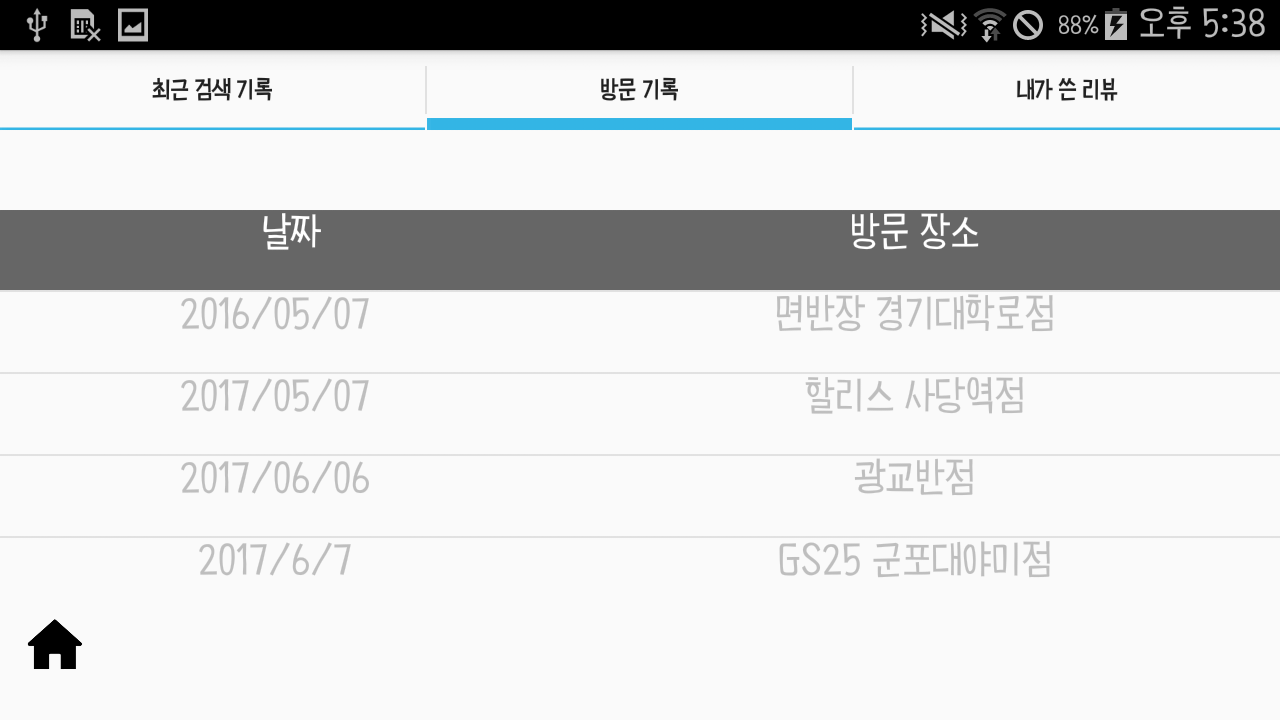 88% 오후 5:38
최근 검색 기록 방문 기록 내가 쓴 리뷰
날짜 방문 장소
2016/05/07 면반장 경기대학로점
2017/05/07 할리스 사당역점
2017/06/06 광교반점
2017/6/7 GS25 군포대야미점